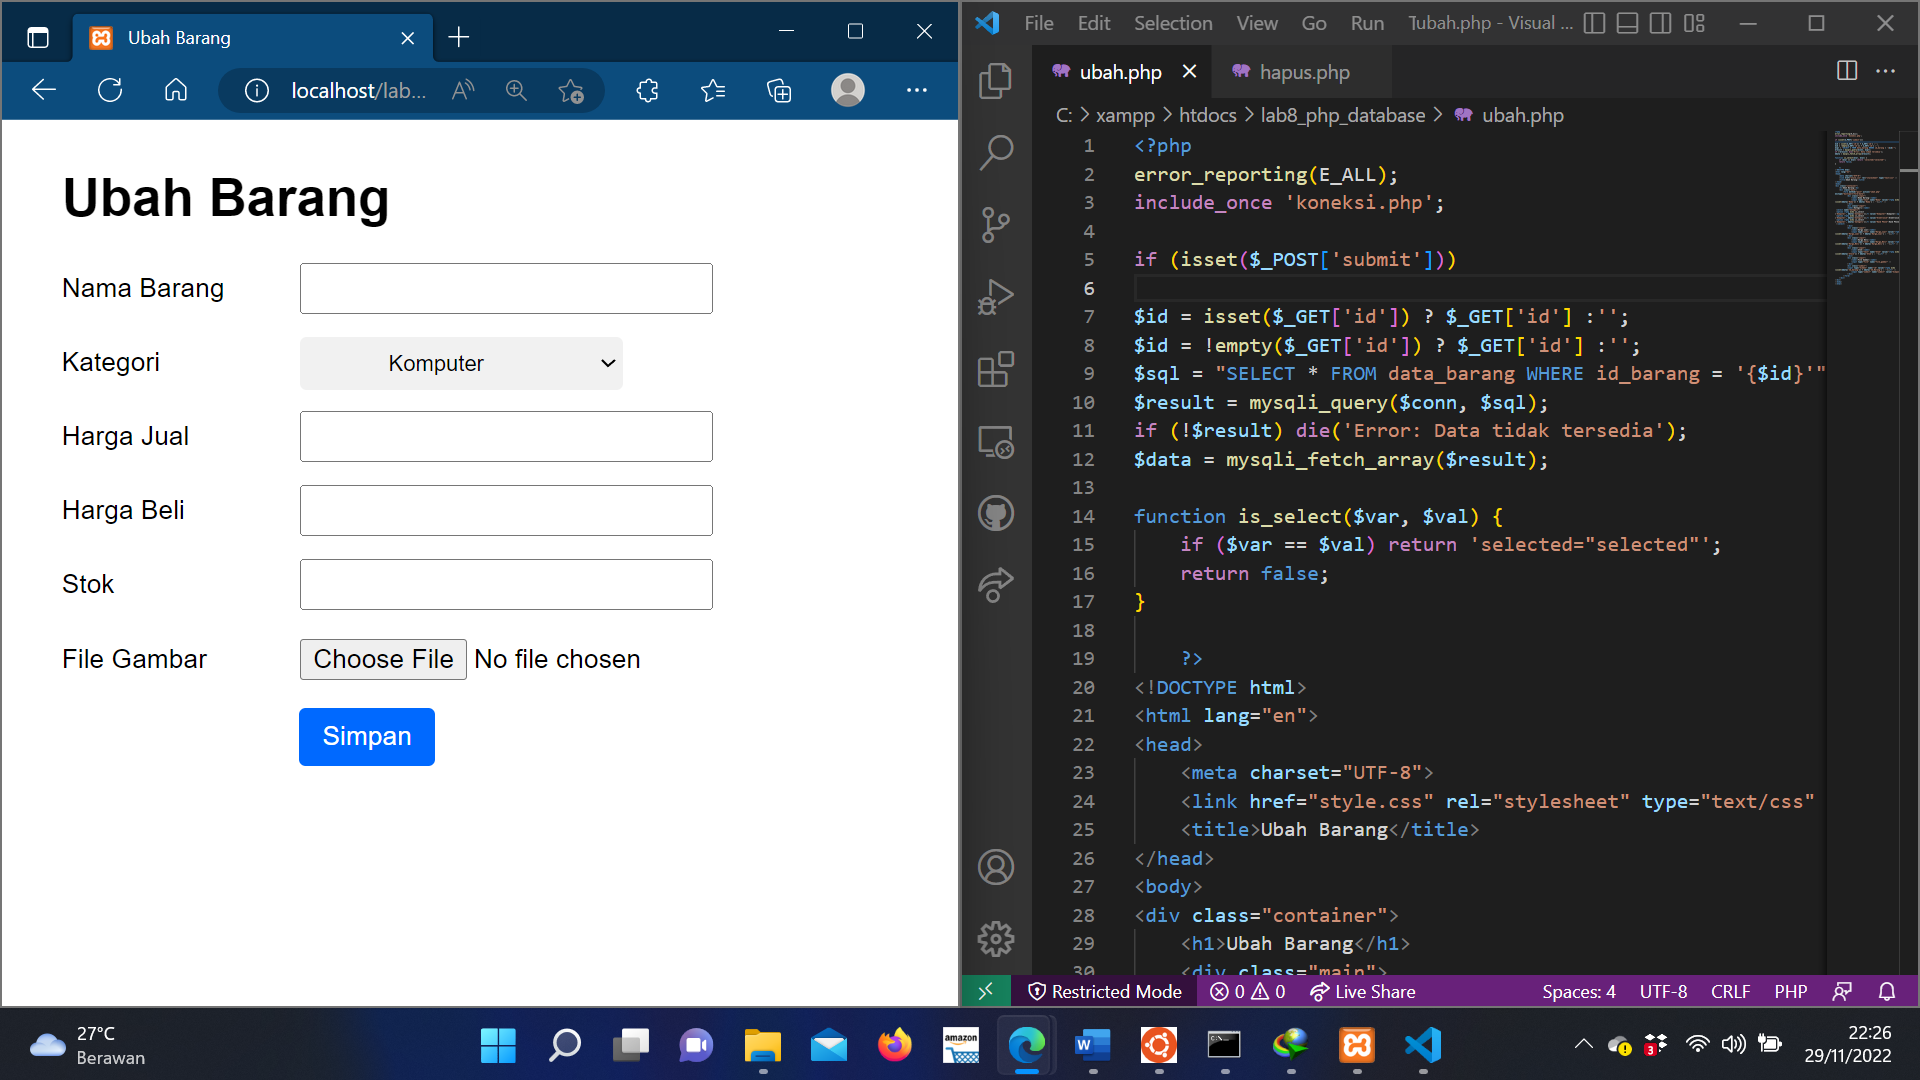 Ubah Barang
localhost/lab...
Ubah Barang
Nama Barang
Kategori
Komputer
Harga Jual
Harga Beli
Stok
File Gambar
Choose File No file chosen
Simpan
File Edit Selection View Go Run Tubah.php - Visual ...
ubah.php
hapus.php
C: > xampp > htdocs > lab8_php_database > ubah.php
1 <?php
2 error_reporting(E_ALL);
3 include_once 'koneksi.php';
4
5 if (isset($_POST['submit']))
6
7 $id = isset($_GET['id']) ? $_GET['id'] :'';
8 $id = !empty($_GET['id']) ? $_GET['id'] :'';
9 $sql = "SELECT * FROM data_barang WHERE id_barang = '{$id}'"
10 $result = mysqli_query($conn, $sql);
11 if (!$result) die('Error: Data tidak tersedia');
12 $data = mysqli_fetch_array($result);
13
14 function is_select($var, $val) {
15 if ($var == $val) return 'selected="selected"';
16 return false;
17 }
18
19 ?>
20 <!DOCTYPE html>
21 <html lang="en">
22 <head>
23 <meta charset="UTF-8">
24 <link href="style.css" rel="stylesheet" type="text/css"
25 <title>Ubah Barang</title>
26 </head>
27 <body>
28 <div class="container">
29 <h1>Ubah Barang</h1>
30 <div class="main">
Restricted Mode 0 0 Live Share Spaces: 4 UTF-8 CRLF PHP
27°C
Berawan
amazon
W
3
22:26
29/11/2022